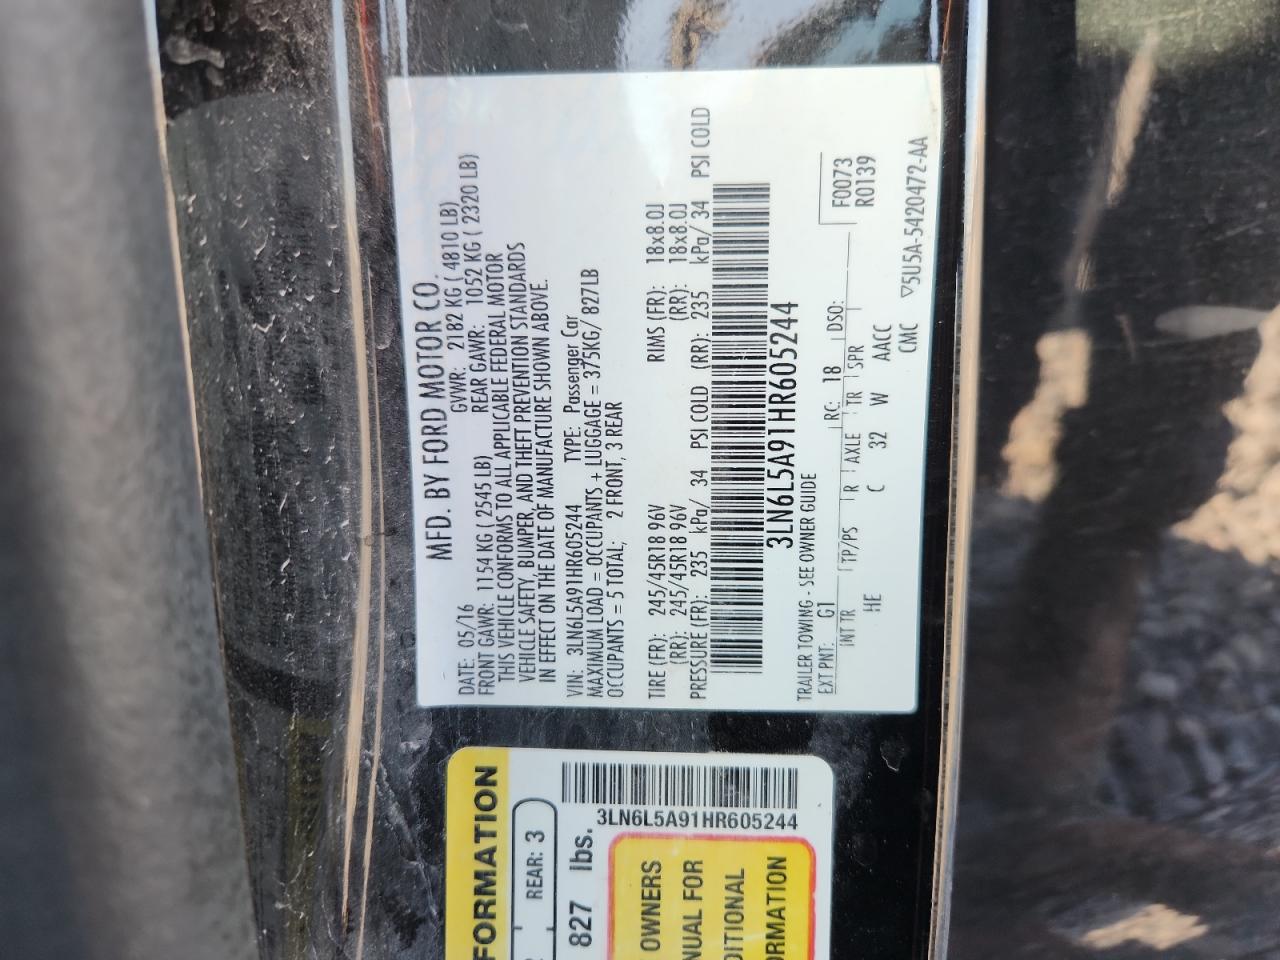 MFD. BY FORD MOTOR CO.
DATE: 05/16 GVWR: 2182 KG ( 4810 LB)
FRONT GAWR: 1154 KG ( 2545 LB) REAR GAWR: 1052 KG ( 2320 LB)
THIS VEHICLE CONFORMS TO ALL APPLICABLE FEDERAL MOTOR
VEHICLE SAFETY, BUMPER, AND THEFT PREVENTION STANDARDS
IN EFFECT ON THE DATE OF MANUFACTURE SHOWN ABOVE.
VIN: 3LN6L5A91HR605244 TYPE: Passenger Car
MAXIMUM LOAD = OCCUPANTS + LUGGAGE = 375KG/ 827LB
OCCUPANTS = 5 TOTAL; 2 FRONT, 3 REAR
TIRE (FR): 245/45R18 96V RIMS (FR): 18x8.0J
(RR): 245/45R18 96V (RR): 18x8.0J
PRESSURE (FR): 235 kPa/ 34 PSI COLD (RR): 235 kPa/ 34 PSI COLD
3LN6L5A91HR605244
TRAILER TOWING - SEE OWNER GUIDE
EXT PNT: G1 RC: 18 DSO: F0073
INT TR TP/PS R AXLE TR SPR R0139
HE C 32 W AACC
CMC ▽5U5A-5420472-AA
FORMATION
REAR: 3
827 lbs.
3LN6L5A91HR605244
OWNERS
NUAL FOR
DITIONAL
ORMATION